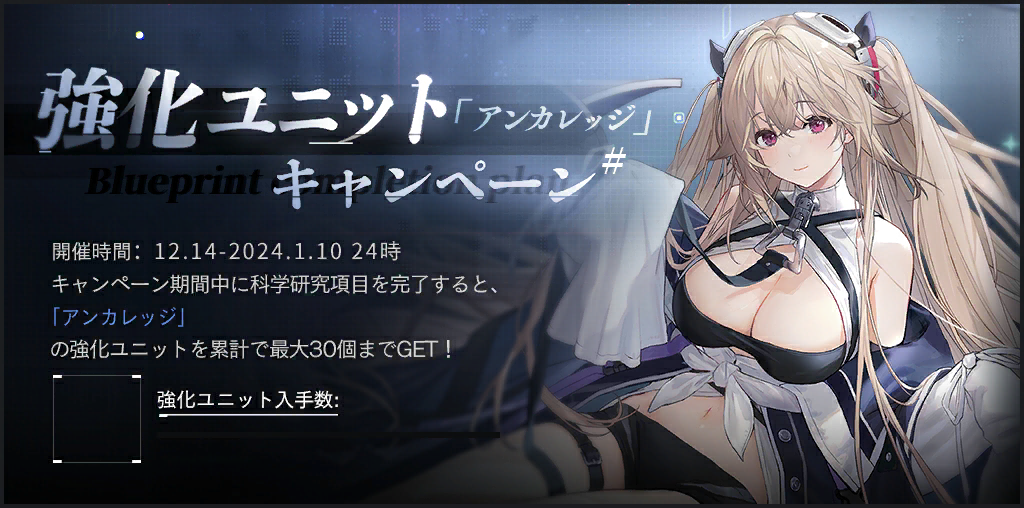 強化ユニット「アンカレッジ」
キャンペーン#
Blueprint completion plan
開催時間：12.14-2024.1.10 24時
キャンペーン期間中に科学研究項目を完了すると、
「アンカレッジ」
の強化ユニットを累計で最大30個までGET！
強化ユニット入手数: